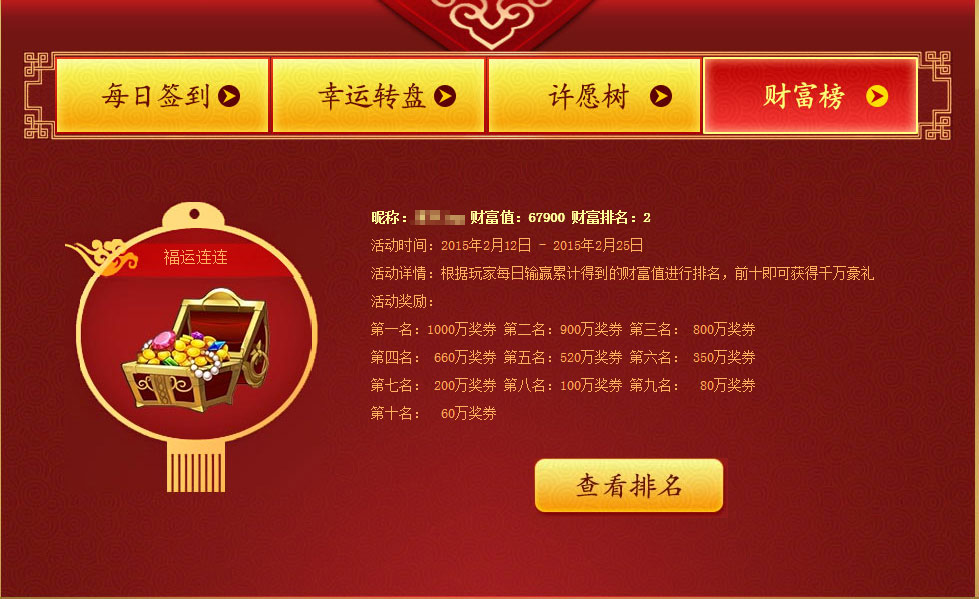 每日签到
幸运转盘
许愿树
财富榜
福运连连
昵称： 财富值：67900 财富排名：2
活动时间：2015年2月12日 - 2015年2月25日
活动详情：根据玩家每日输赢累计得到的财富值进行排名，前十即可获得千万豪礼
活动奖励：
第一名：1000万奖券 第二名：900万奖券 第三名： 800万奖券
第四名： 660万奖券 第五名：520万奖券 第六名： 350万奖券
第七名： 200万奖券 第八名：100万奖券 第九名： 80万奖券
第十名： 60万奖券
查看排名